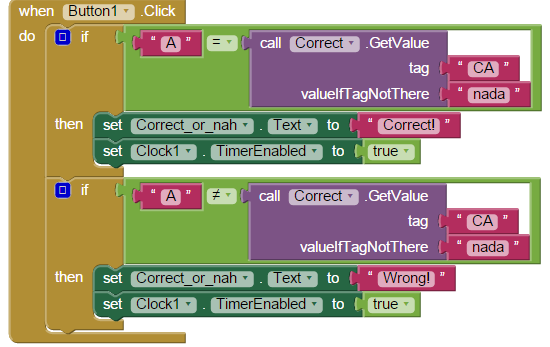 when Button1 .Click
do if " A " = call Correct .GetValue
tag " CA "
valueIfTagNotThere " nada "
then set Correct_or_nah . Text to " Correct! "
set Clock1 . TimerEnabled to true
if " A " ≠ call Correct .GetValue
tag " CA "
valueIfTagNotThere " nada "
then set Correct_or_nah . Text to " Wrong! "
set Clock1 . TimerEnabled to true